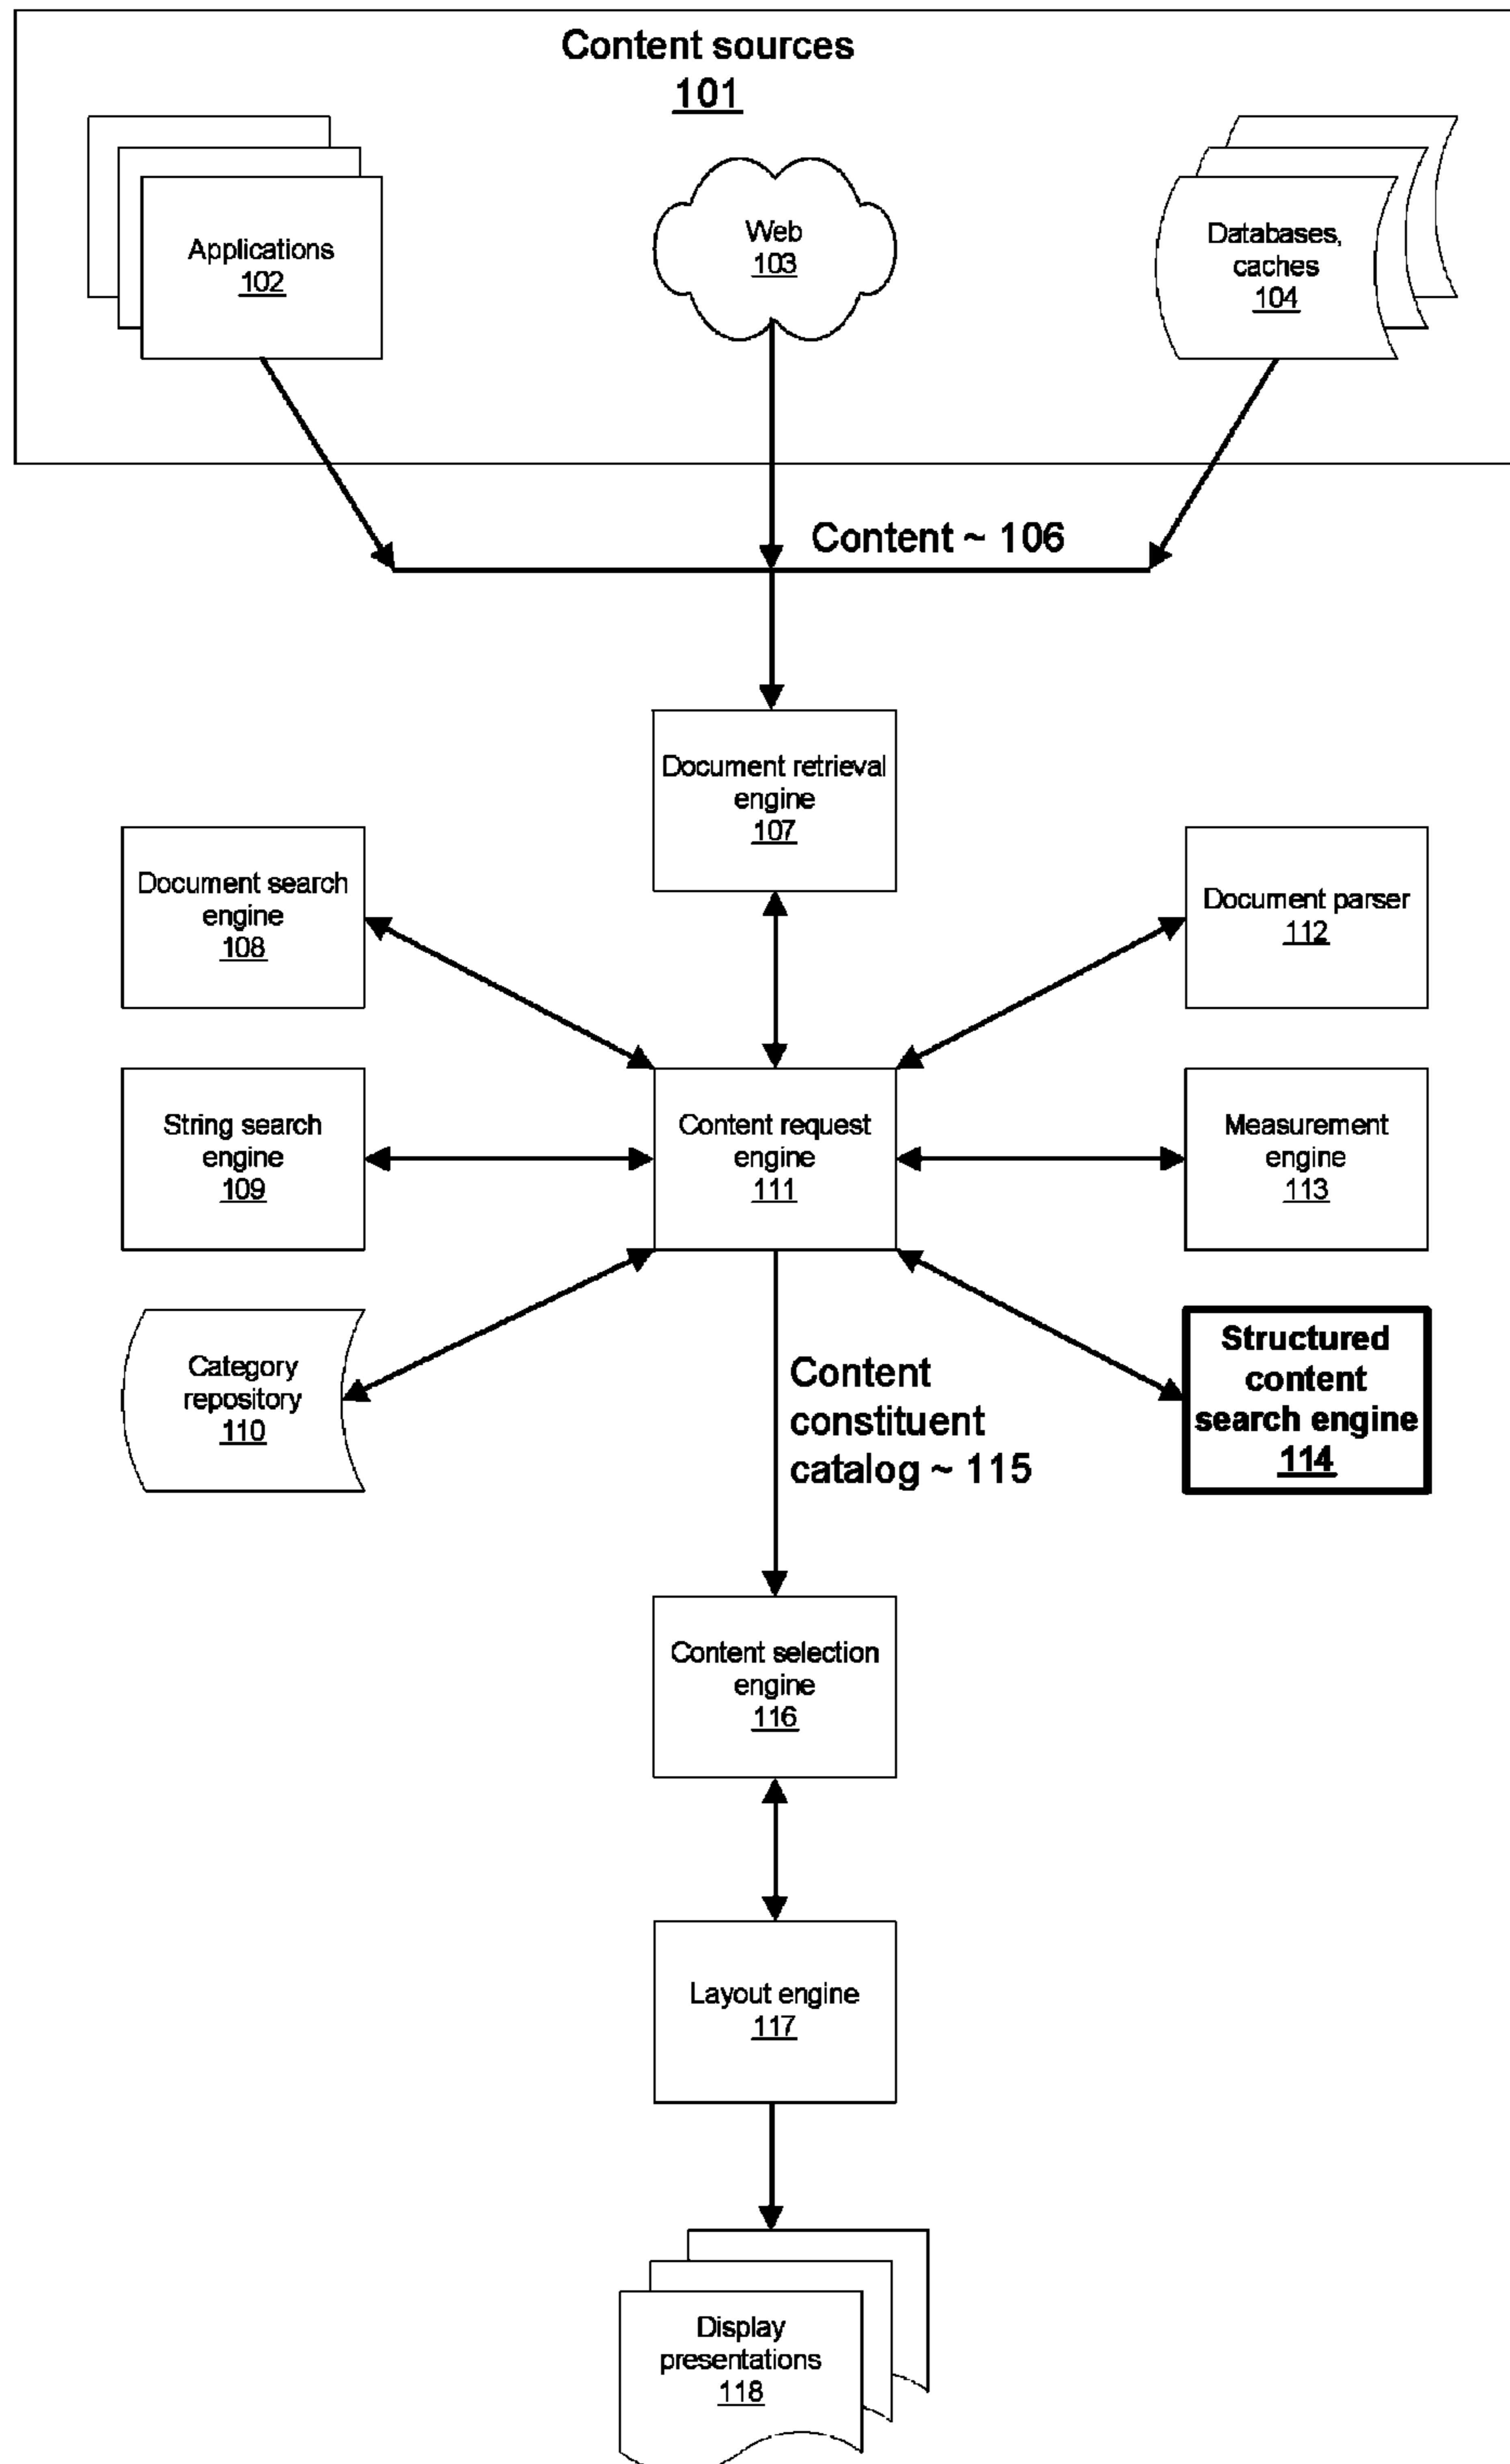 Content sources
101
Applications
102
Web
103
Databases,
caches
104
Content ~ 106
Document retrieval
engine
107
Document search
engine
108
Document parser
112
String search
engine
109
Content request
engine
111
Measurement
engine
113
Category
repository
110
Content
constituent
catalog ~ 115
Structured
content
search engine
114
Content selection
engine
116
Layout engine
117
Display
presentations
118